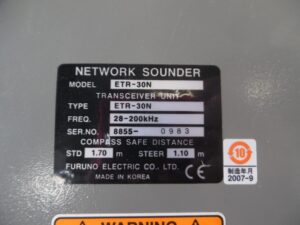 NETWORK SOUNDER
MODEL ETR-30N
TRANSCEIVER UNIT
TYPE ETR-30N
FREQ. 28-200kHz
SER.NO. 8855- 0983
COMPASS SAFE DISTANCE
STD 1.70 m STEER 1.10 m
FURUNO ELECTRIC CO., LTD.
MADE IN KOREA
10
制造年月
2007-9
WARNING